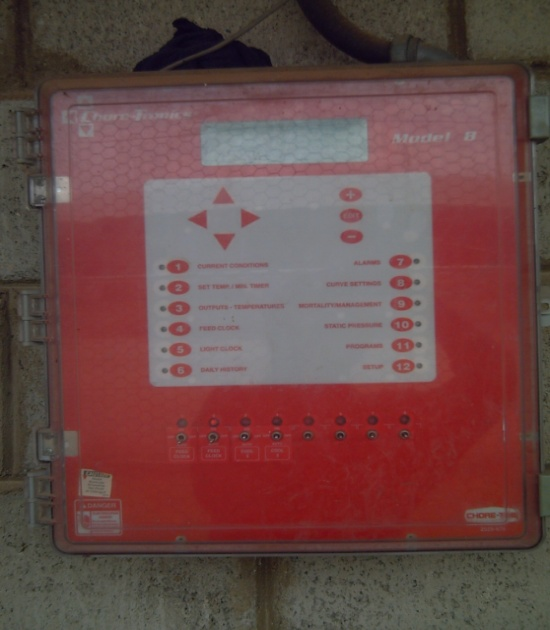 Chore-Tronics
Model 8
+
-
1 CURRENT CONDITIONS
2 SET TEMP. / MIN. TIMER
3 OUTPUTS - TEMPERATURES
4 FEED CLOCK
5 LIGHT CLOCK
6 DAILY HISTORY
ALARMS 7
CURVE SETTINGS 8
MORTALITY/MANAGEMENT 9
STATIC PRESSURE 10
PROGRAMS 11
SETUP 12
DANGER
CHORE-TIME